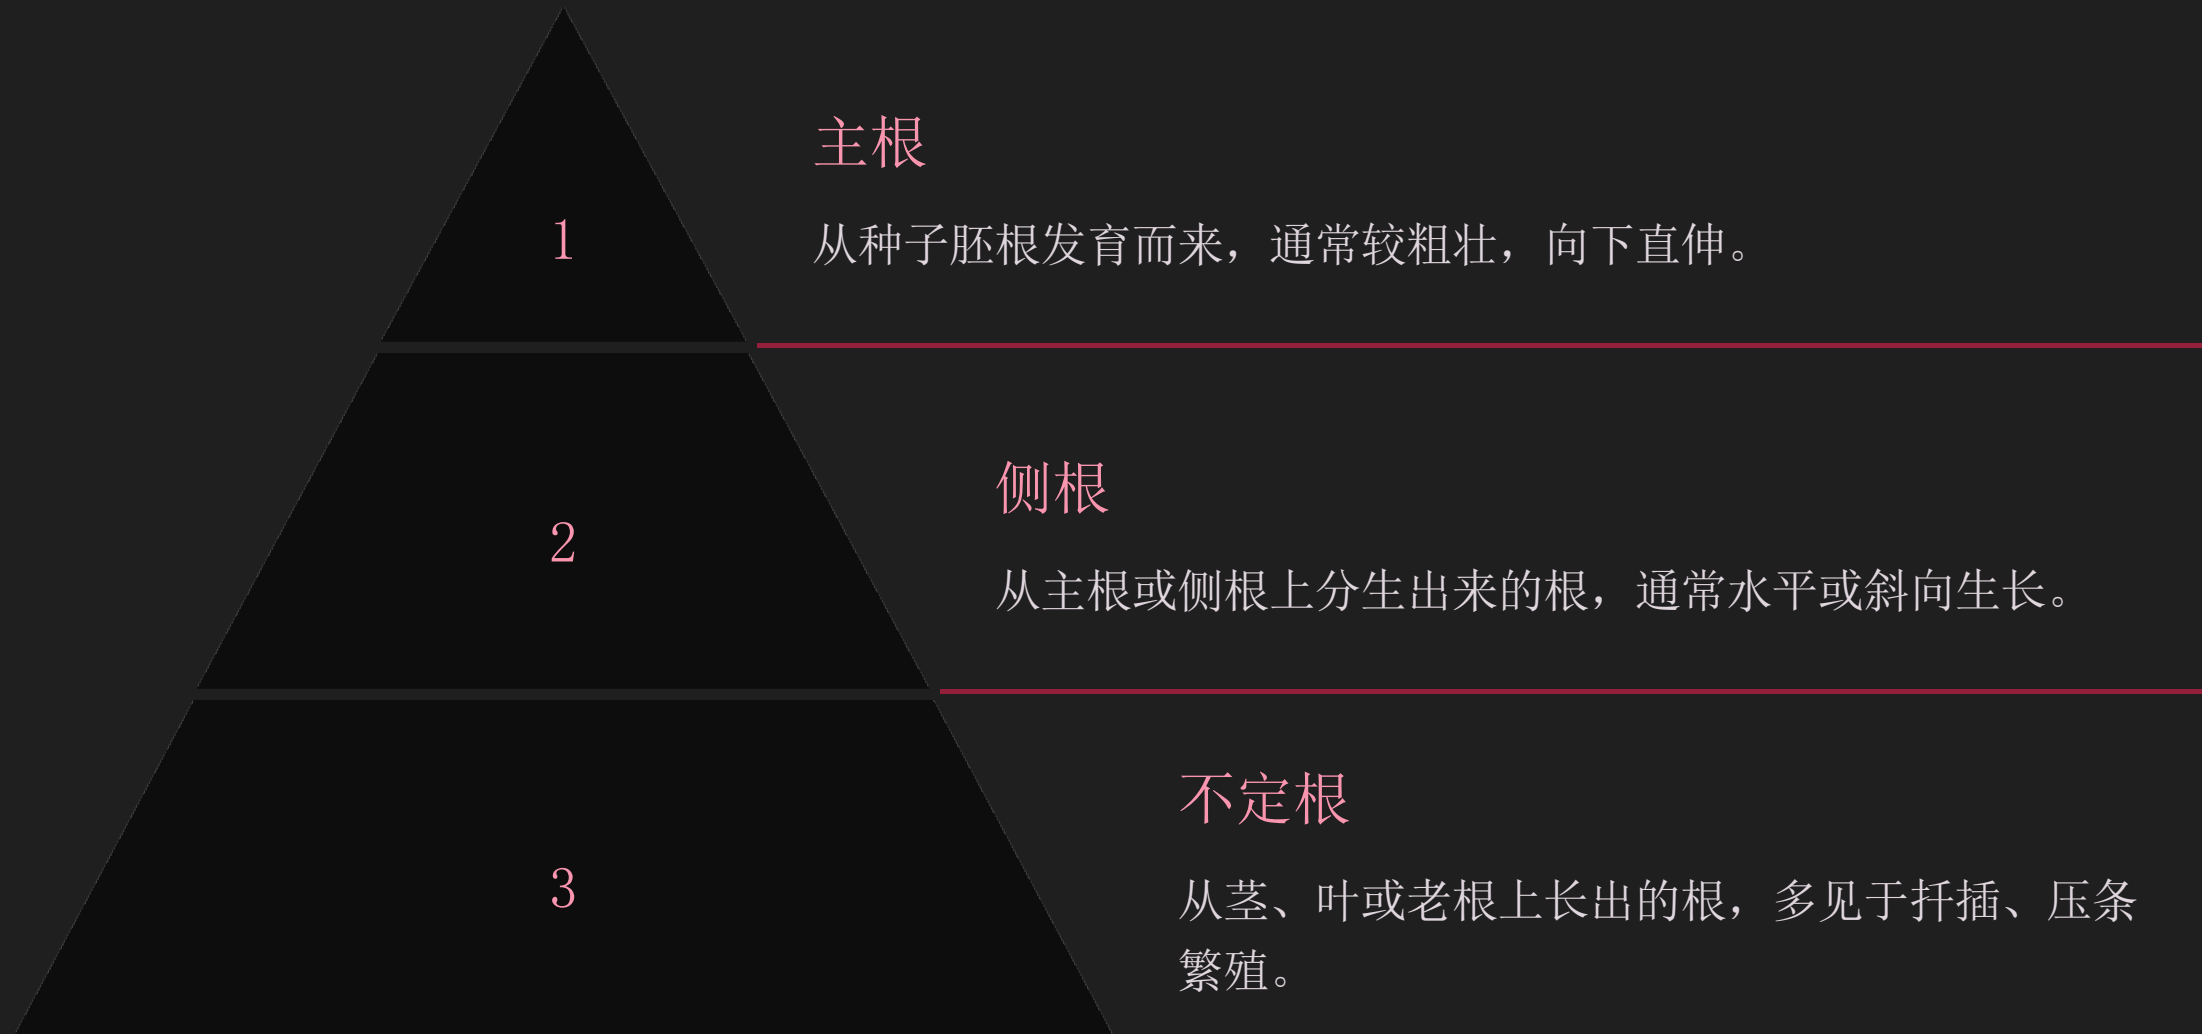 1
主根
从种子胚根发育而来，通常较粗壮，向下直伸。
2
侧根
从主根或侧根上分生出来的根，通常水平或斜向生长。
3
不定根
从茎、叶或老根上长出的根，多见于扦插、压条
繁殖。